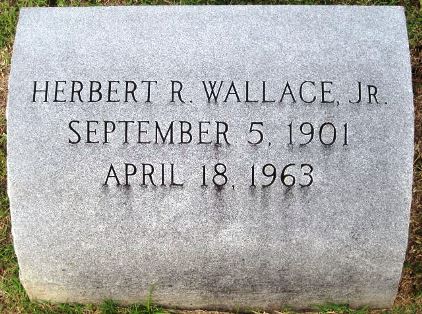 HERBERT R. WALLACE, JR.
SEPTEMBER 5, 1901
APRIL 18, 1963